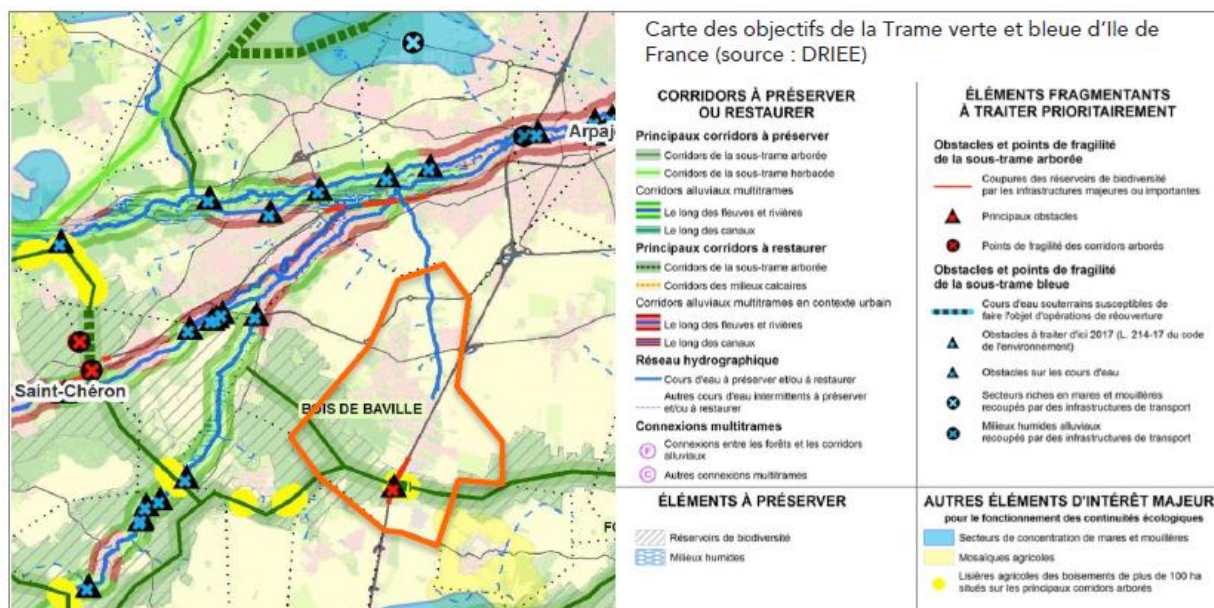 Arpaj
Saint-Chéron
BOIS DE BAVILLE
Carte des objectifs de la Trame verte et bleue d'Ile de
France (source : DRIEE)
CORRIDORS À PRÉSERVER
OU RESTAURER
Principaux corridors à préserver
Corridors de la sous-trame arborée
Corridors de la sous-trame herbacée
Corridors alluviaux multitrames
Le long des fleuves et rivières
Le long des canaux
Principaux corridors à restaurer
Corridors de la sous-trame arborée
Corridors des milieux calcaires
Corridors alluviaux multitrames en contexte urbain
Le long des fleuves et rivières
Le long des canaux
Réseau hydrographique
Cours d'eau à préserver et/ou à restaurer
Autres cours d'eau intermittents à préserver
et/ou à restaurer
Connexions multitrames
F
Connexions entre les forêts et les corridors
alluviaux
C
Autres connexions multitrames
ÉLÉMENTS À PRÉSERVER
Réservoirs de biodiversité
Milieux humides
ÉLÉMENTS FRAGMENTANTS
À TRAITER PRIORITAIREMENT
Obstacles et points de fragilité
de la sous-trame arborée
Coupures des réservoirs de biodiversité
par les infrastructures majeures ou importantes
Principaux obstacles
Points de fragilité des corridors arborés
Obstacles et points de fragilité
de la sous-trame bleue
Cours d'eau souterrains susceptibles de
faire l'objet d'opérations de réouverture
Obstacles à traiter d'ici 2017 (L. 214-17 du code
de l'environnement)
Obstacles sur les cours d'eau
Secteurs riches en mares et mouillères
recoupés par des infrastructures de transport
Milieux humides alluviaux
recoupés par des infrastructures de transport
AUTRES ÉLÉMENTS D'INTÉRÊT MAJEUR
pour le fonctionnement des continuités écologiques
Secteurs de concentration de mares et mouillères
Mosaïques agricoles
Lisières agricoles des boisements de plus de 100 ha
situés sur les principaux corridors arborés